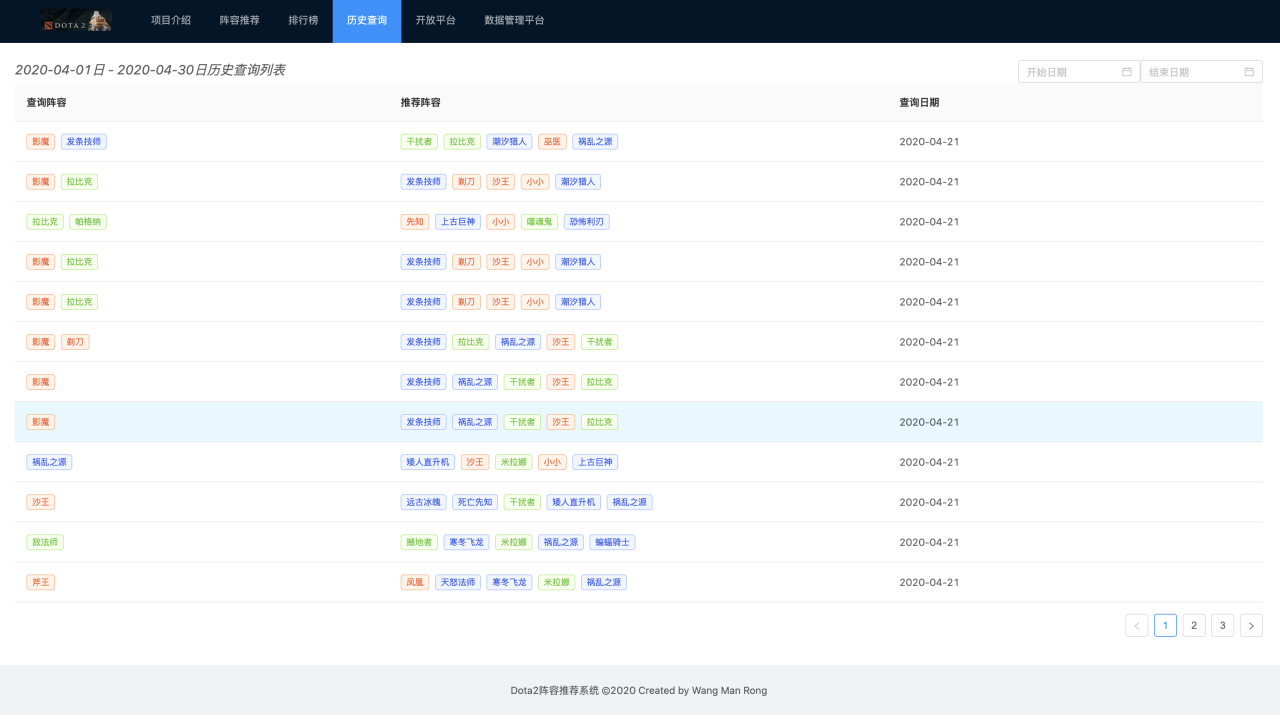 DOTA 2 项目介绍 阵容推荐 排行榜 历史查询 开放平台 数据管理平台
2020-04-01日 - 2020-04-30日历史查询列表 开始日期 结束日期
查询阵容 推荐阵容 查询日期
影魔 发条技师 干扰者 拉比克 潮汐猎人 巫医 祸乱之源 2020-04-21
影魔 拉比克 发条技师 剃刀 沙王 小小 潮汐猎人 2020-04-21
拉比克 帕格纳 先知 上古巨神 小小 噬魂鬼 恐怖利刃 2020-04-21
影魔 拉比克 发条技师 剃刀 沙王 小小 潮汐猎人 2020-04-21
影魔 拉比克 发条技师 剃刀 沙王 小小 潮汐猎人 2020-04-21
影魔 剃刀 发条技师 拉比克 祸乱之源 沙王 干扰者 2020-04-21
影魔 发条技师 祸乱之源 干扰者 沙王 拉比克 2020-04-21
影魔 发条技师 祸乱之源 干扰者 沙王 拉比克 2020-04-21
祸乱之源 矮人直升机 沙王 米拉娜 小小 上古巨神 2020-04-21
沙王 远古冰魄 死亡先知 干扰者 矮人直升机 祸乱之源 2020-04-21
敌法师 撼地者 寒冬飞龙 米拉娜 祸乱之源 蝙蝠骑士 2020-04-21
斧王 凤凰 天怒法师 寒冬飞龙 米拉娜 祸乱之源 2020-04-21
< 1 2 3 >
Dota2阵容推荐系统 ©2020 Created by Wang Man Rong